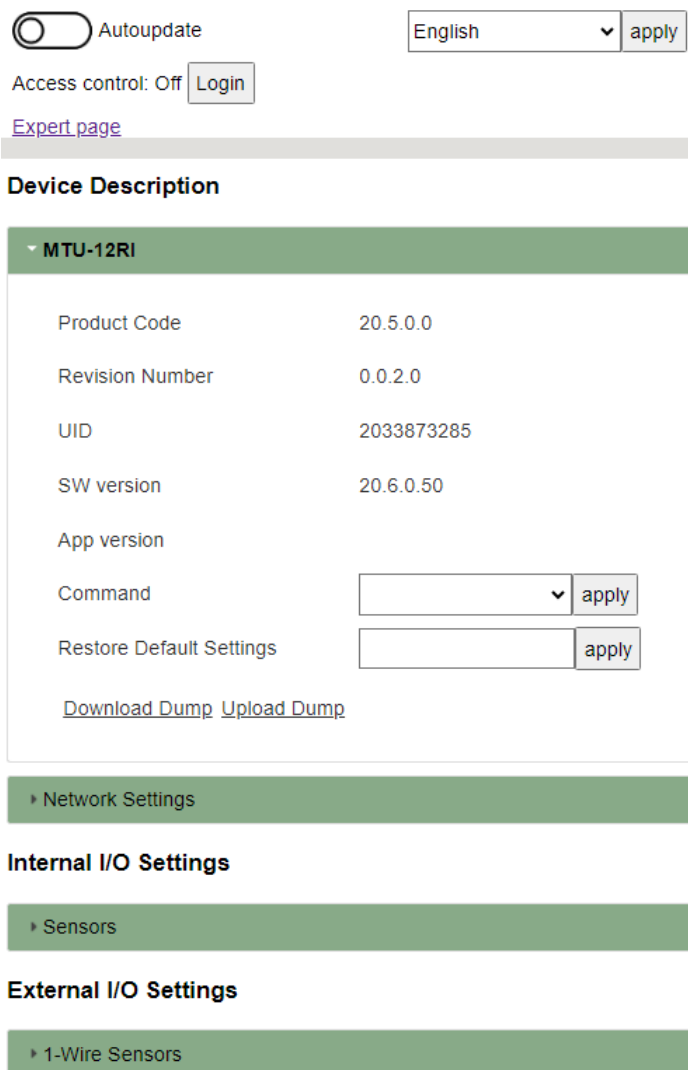 Autoupdate English apply
Access control: Off Login
Expert page
Device Description
MTU-12RI
Product Code 20.5.0.0
Revision Number 0.0.2.0
UID 2033873285
SW version 20.6.0.50
App version
Command apply
Restore Default Settings apply
Download Dump Upload Dump
Network Settings
Internal I/O Settings
Sensors
External I/O Settings
1-Wire Sensors